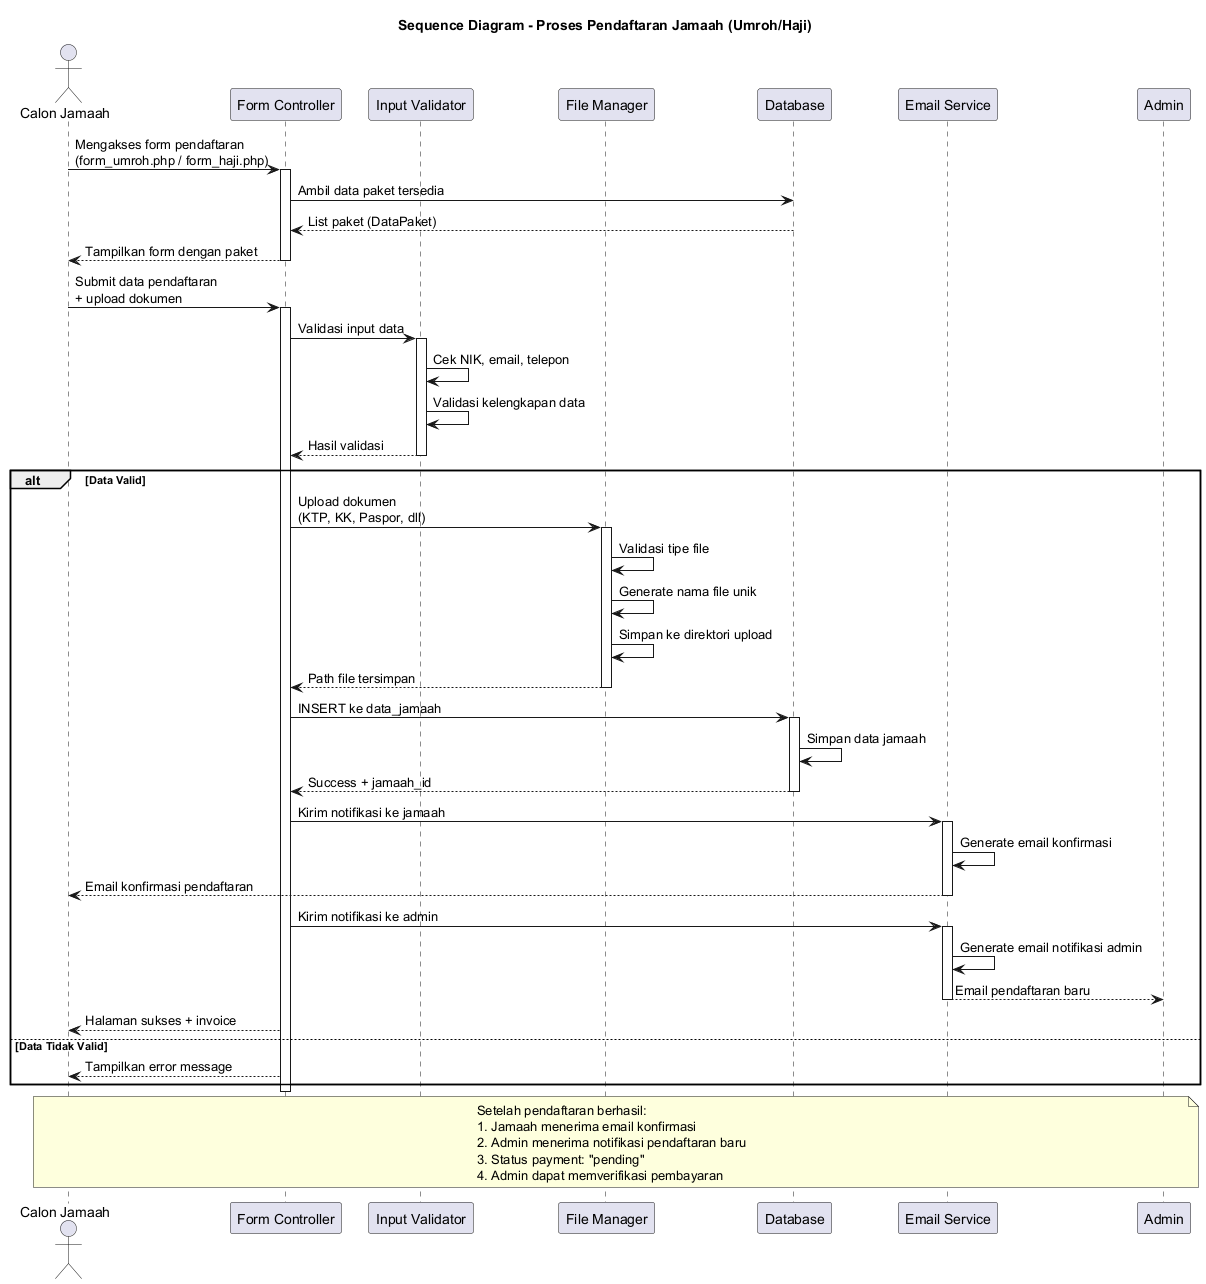 Sequence Diagram - Proses Pendaftaran Jamaah (Umroh/Haji)
Calon Jamaah
Form Controller
Input Validator
File Manager
Database
Email Service
Admin
Mengakses form pendaftaran
(form_umroh.php / form_haji.php)
Ambil data paket tersedia
List paket (DataPaket)
Tampilkan form dengan paket
Submit data pendaftaran
+ upload dokumen
Validasi input data
Cek NIK, email, telepon
Validasi kelengkapan data
Hasil validasi
alt
[Data Valid]
Upload dokumen
(KTP, KK, Paspor, dll)
Validasi tipe file
Generate nama file unik
Simpan ke direktori upload
Path file tersimpan
INSERT ke data_jamaah
Simpan data jamaah
Success + jamaah_id
Kirim notifikasi ke jamaah
Generate email konfirmasi
Email konfirmasi pendaftaran
Kirim notifikasi ke admin
Generate email notifikasi admin
Email pendaftaran baru
Halaman sukses + invoice
[Data Tidak Valid]
Tampilkan error message
Setelah pendaftaran berhasil:
1. Jamaah menerima email konfirmasi
2. Admin menerima notifikasi pendaftaran baru
3. Status payment: "pending"
4. Admin dapat memverifikasi pembayaran
Calon Jamaah
Form Controller
Input Validator
File Manager
Database
Email Service
Admin